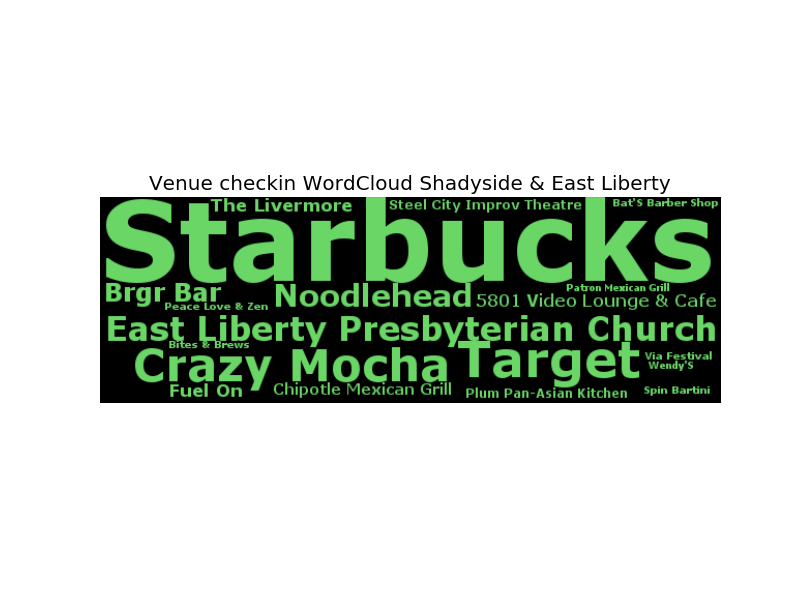 Venue checkin WordCloud Shadyside & East Liberty
The Livermore
Steel City Improv Theatre
Bat'S Barber Shop
Starbucks
Brgr Bar
Peace Love & Zen
Noodlehead
Patron Mexican Grill
5801 Video Lounge & Cafe
East Liberty Presbyterian Church
Bites & Brews
Crazy Mocha
Target
Via Festival
Wendy'S
Fuel On
Chipotle Mexican Grill
Plum Pan-Asian Kitchen
Spin Bartini